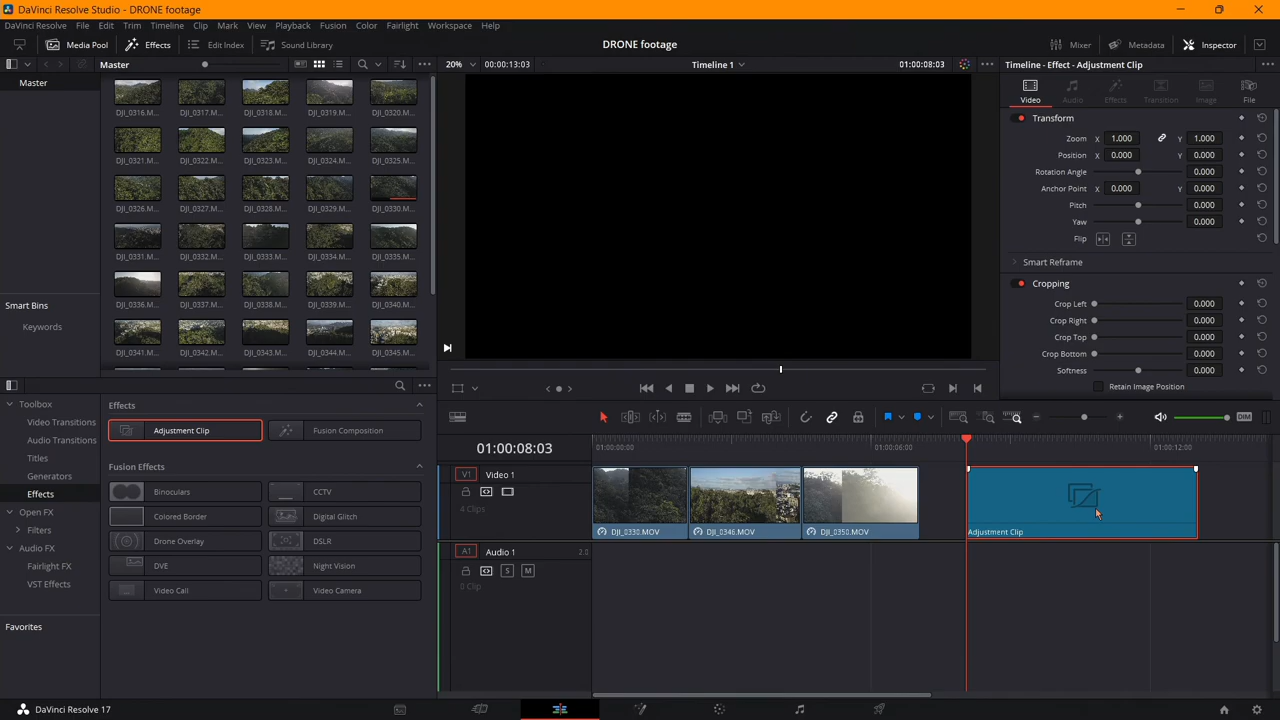 DaVinci Resolve Studio - DRONE footage
DaVinci Resolve File Edit Trim Timeline Clip Mark View Playback Fusion Color Fairlight Workspace Help
Media Pool Effects Edit Index Sound Library DRONE footage Mixer Metadata Inspector
Master 20% 00:00:13:03 Timeline 1 01:00:08:03 Timeline - Effect - Adjustment Clip
Master
DJI_0316.M... DJI_0317.M... DJI_0318.M... DJI_0319.M... DJI_0320.M...
DJI_0321.M... DJI_0322.M... DJI_0323.M... DJI_0324.M... DJI_0325.M...
DJI_0326.M... DJI_0327.M... DJI_0328.M... DJI_0329.M... DJI_0330.M...
DJI_0331.M... DJI_0332.M... DJI_0333.M... DJI_0334.M... DJI_0335.M...
DJI_0336.M... DJI_0337.M... DJI_0338.M... DJI_0339.M... DJI_0340.M...
DJI_0341.M... DJI_0342.M... DJI_0343.M... DJI_0344.M... DJI_0345.M...
Smart Bins
Keywords
Video Audio Effects Transition Image File
Transform
Zoom X 1.000 Y 1.000
Position X 0.000 Y 0.000
Rotation Angle 0.000
Anchor Point X 0.000 Y 0.000
Pitch 0.000
Yaw 0.000
Flip
Smart Reframe
Cropping
Crop Left 0.000
Crop Right 0.000
Crop Top 0.000
Crop Bottom 0.000
Softness 0.000
Retain Image Position
Toolbox
Video Transitions
Audio Transitions
Titles
Generators
Effects
Open FX
Filters
Audio FX
Fairlight FX
VST Effects
Favorites
Effects
Adjustment Clip Fusion Composition
Fusion Effects
Binoculars CCTV
Colored Border Digital Glitch
Drone Overlay DSLR
DVE Night Vision
Video Call Video Camera
DIM
01:00:08:03 01:00:00:00 01:00:06:00 01:00:12:00
V1 Video 1
4 Clips
DJI_0330.MOV DJI_0346.MOV DJI_0350.MOV Adjustment Clip
A1 Audio 1 2.0
S M
0 Clip
DaVinci Resolve 17